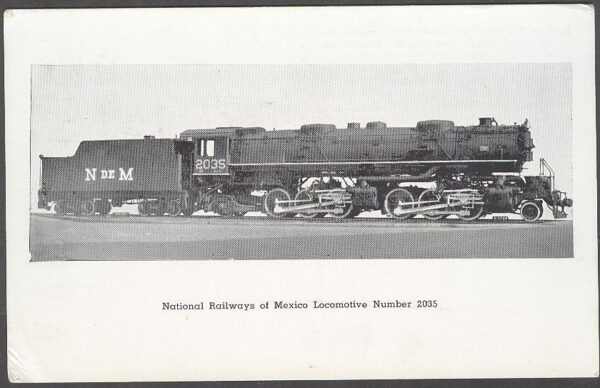 2035
N DE M
National Railways of Mexico Locomotive Number 2035